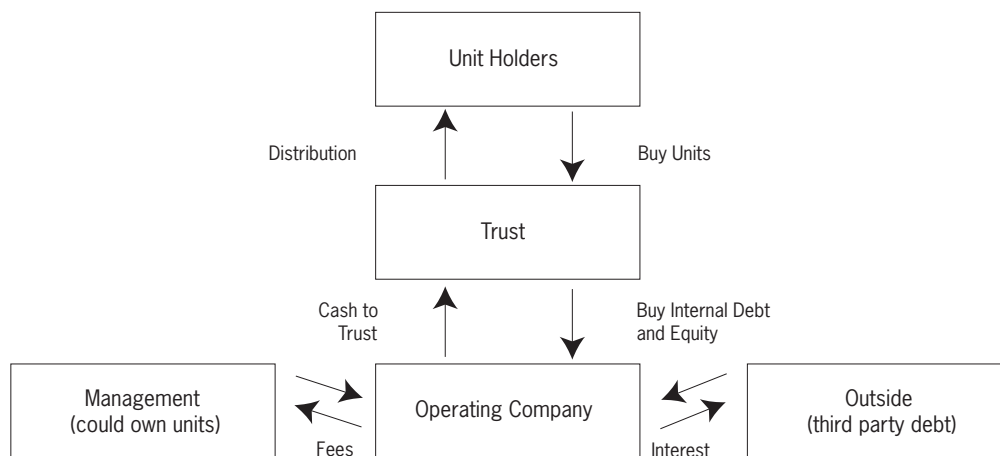 Unit Holders
Distribution
Buy Units
Trust
Cash to
Trust
Buy Internal Debt
and Equity
Management
(could own units)
Operating Company
Outside
(third party debt)
Fees
Interest